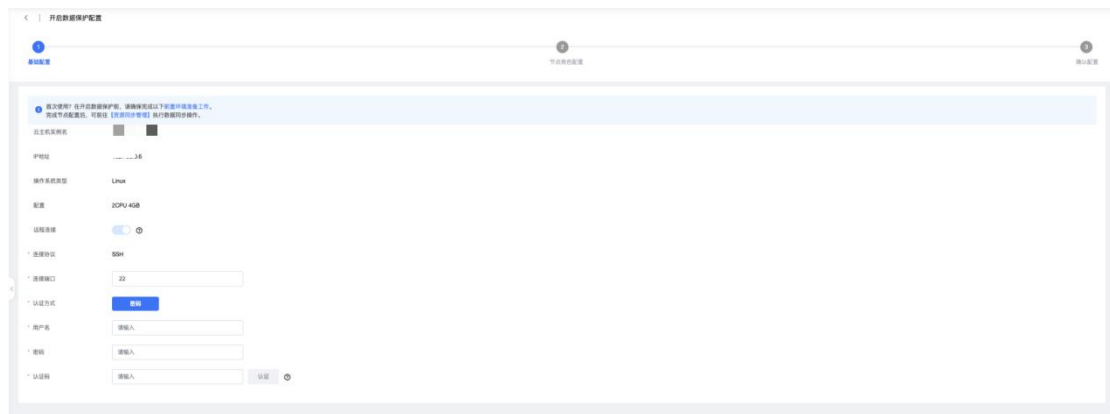 开启数据保护配置
1
2
3
基础配置
节点角色配置
确认配置
首次使用？在开启数据保护前，请确保完成以下配置环境准备工作。
完成节点配置后，可前往【资源同步管理】执行数据同步操作。
云主机实例名
IP地址
操作系统类型 Linux
配置 2CPU 4GB
远程连接
* 连接协议 SSH
* 连接端口 22
* 认证方式 密码
* 用户名 请输入
* 密码 请输入
* 认证码 请输入 认证